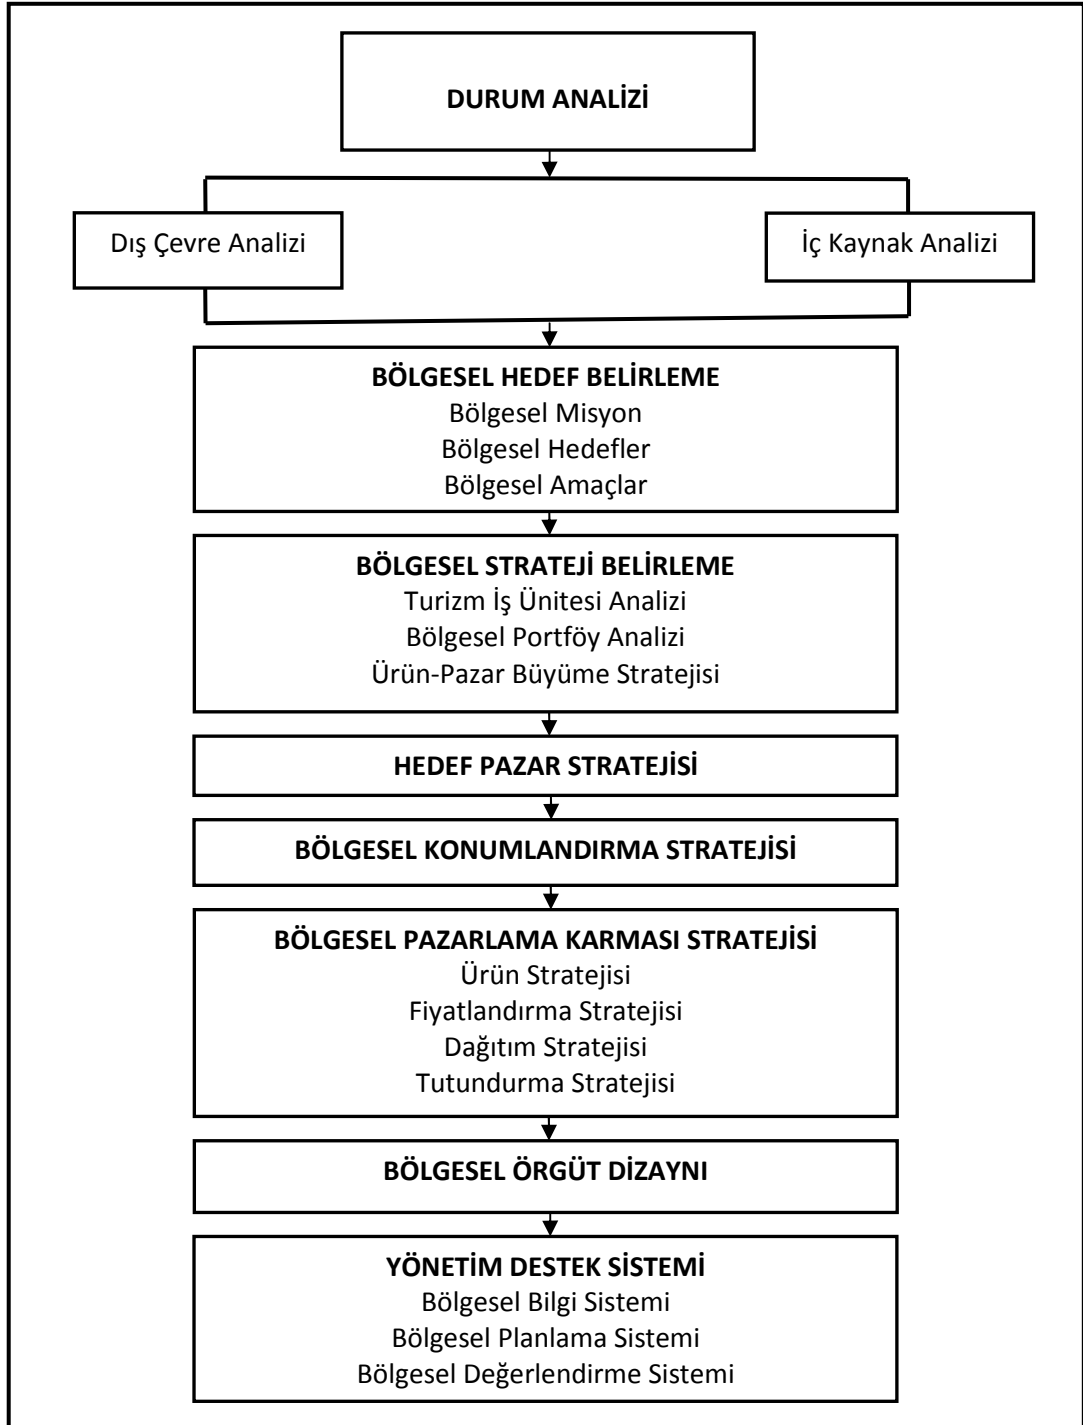 DURUM ANALİZİ
Dış Çevre Analizi
İç Kaynak Analizi
BÖLGESEL HEDEF BELİRLEME
Bölgesel Misyon
Bölgesel Hedefler
Bölgesel Amaçlar
BÖLGESEL STRATEJİ BELİRLEME
Turizm İş Ünitesi Analizi
Bölgesel Portföy Analizi
Ürün-Pazar Büyüme Stratejisi
HEDEF PAZAR STRATEJİSİ
BÖLGESEL KONUMLANDIRMA STRATEJİSİ
BÖLGESEL PAZARLAMA KARMASI STRATEJİSİ
Ürün Stratejisi
Fiyatlandırma Stratejisi
Dağıtım Stratejisi
Tutundurma Stratejisi
BÖLGESEL ÖRGÜT DİZAYNI
YÖNETİM DESTEK SİSTEMİ
Bölgesel Bilgi Sistemi
Bölgesel Planlama Sistemi
Bölgesel Değerlendirme Sistemi